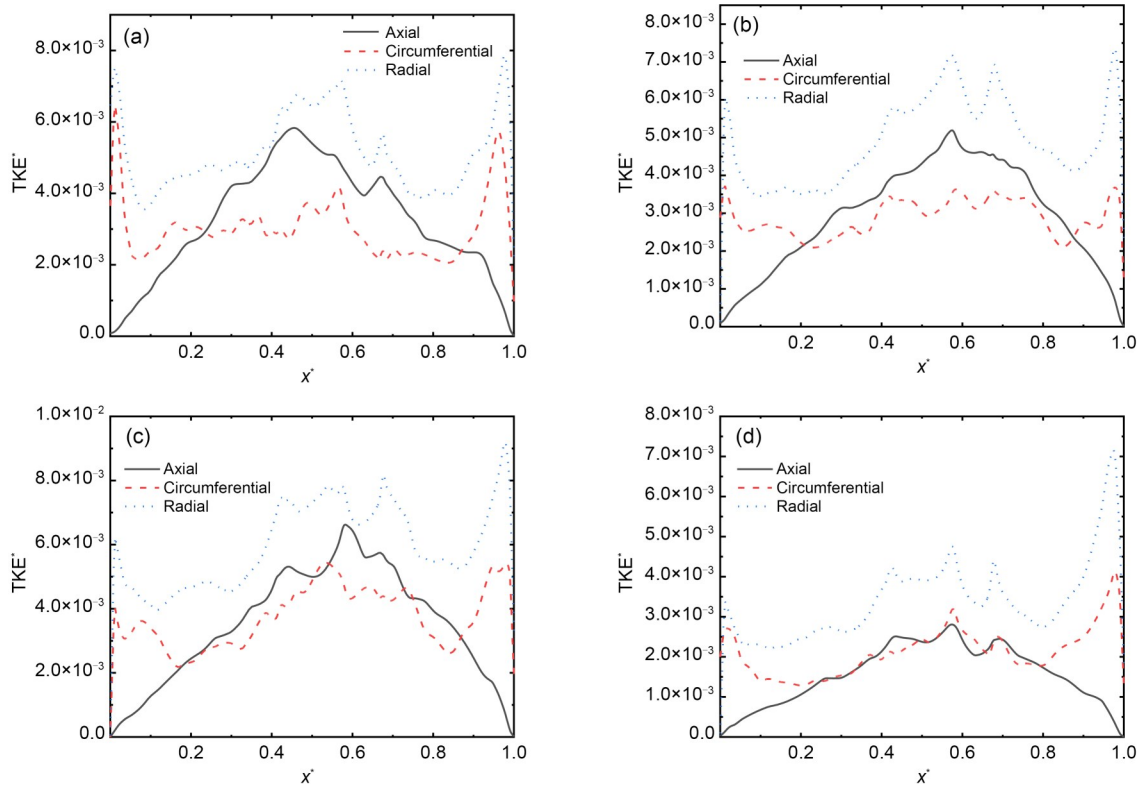 (a)
Axial
Circumferential
Radial
8.0×10⁻³
6.0×10⁻³
4.0×10⁻³
2.0×10⁻³
0.0
TKE*
0.2 0.4 0.6 0.8 1.0
x*
(b)
Axial
Circumferential
Radial
8.0×10⁻³
7.0×10⁻³
6.0×10⁻³
5.0×10⁻³
4.0×10⁻³
3.0×10⁻³
2.0×10⁻³
1.0×10⁻³
0.0
TKE*
0.2 0.4 0.6 0.8 1.0
x*
(c)
Axial
Circumferential
Radial
1.0×10⁻²
8.0×10⁻³
6.0×10⁻³
4.0×10⁻³
2.0×10⁻³
0.0
TKE*
0.0 0.2 0.4 0.6 0.8 1.0
x*
(d)
Axial
Circumferential
Radial
8.0×10⁻³
7.0×10⁻³
6.0×10⁻³
5.0×10⁻³
4.0×10⁻³
3.0×10⁻³
2.0×10⁻³
1.0×10⁻³
0.0
TKE*
0.2 0.4 0.6 0.8 1.0
x*